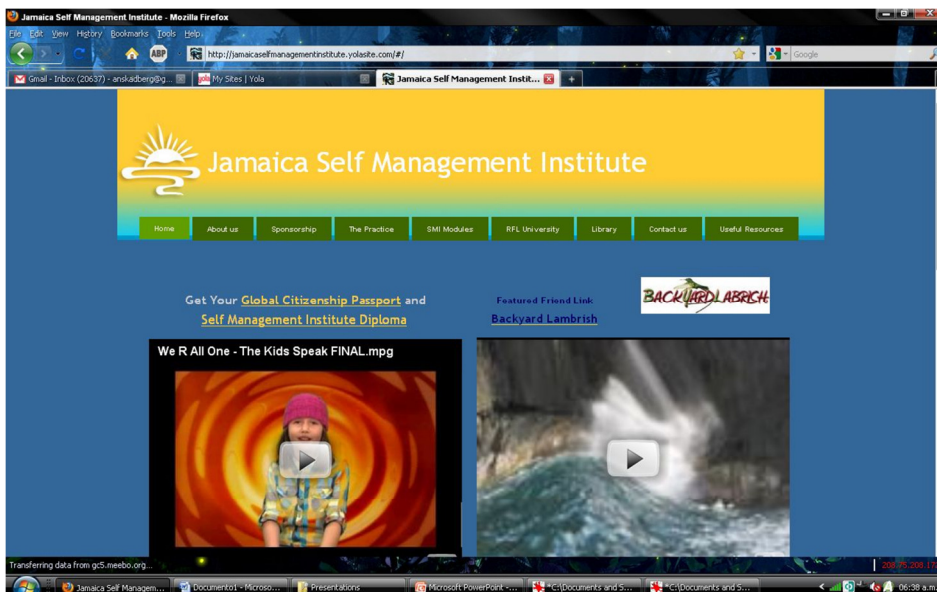 Jamaica Self Management Institute - Mozilla Firefox
File Edit View History Bookmarks Tools Help
ABP http://jamaicaselfmanagementinstitute.yolasite.com/#/ Google
Gmail - Inbox (20637) - anskadberg@g... yola My Sites | Yola Jamaica Self Management Instit... +
Jamaica Self Management Institute
Home About us Sponsorship The Practice SMI Modules RFL University Library Contact us Useful Resources
Get Your Global Citizenship Passport and
Self Management Institute Diploma
Featured Friend Link
Backyard Lambrish
We R All One - The Kids Speak FINAL.mpg
Transferring data from gc5.meebo.org...
Jamaica Self Managem... Documento1 - Microso... Presentations Microsoft PowerPoint -... *C:\Documents and S... *C:\Documents and S... 06:38 a.m.